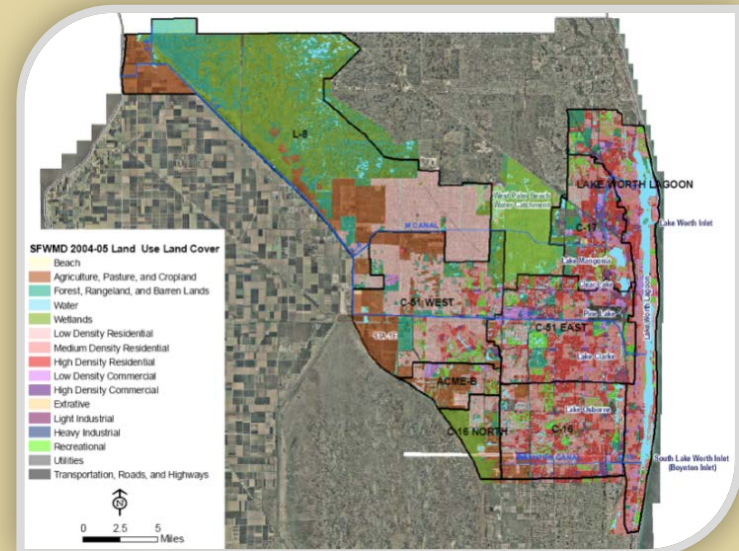 L-8
LAKE WORTH LAGOON
West Palm Beach
Water Catchment
Lake Worth Inlet
M CANAL
C-17
Lake Mangonia
Clear Lake
Pine Lake
C-51 WEST
C-51 EAST
Lake Worth Lagoon
Lake Clarke
ACME-B
Lake Osborne
C-16 NORTH
C-16
BOYNTON CANAL
South Lake Worth Inlet
(Boynton Inlet)
SFWMD 2004-05 Land Use Land Cover
Beach
Agriculture, Pasture, and Cropland
Forest, Rangeland, and Barren Lands
Water
Wetlands
Low Density Residential
Medium Density Residential
High Density Residential
Low Density Commercial
High Density Commercial
Extrative
Light Industrial
Heavy Industrial
Recreational
Utilities
Transportation, Roads, and Highways
N
0 2.5 5
Miles